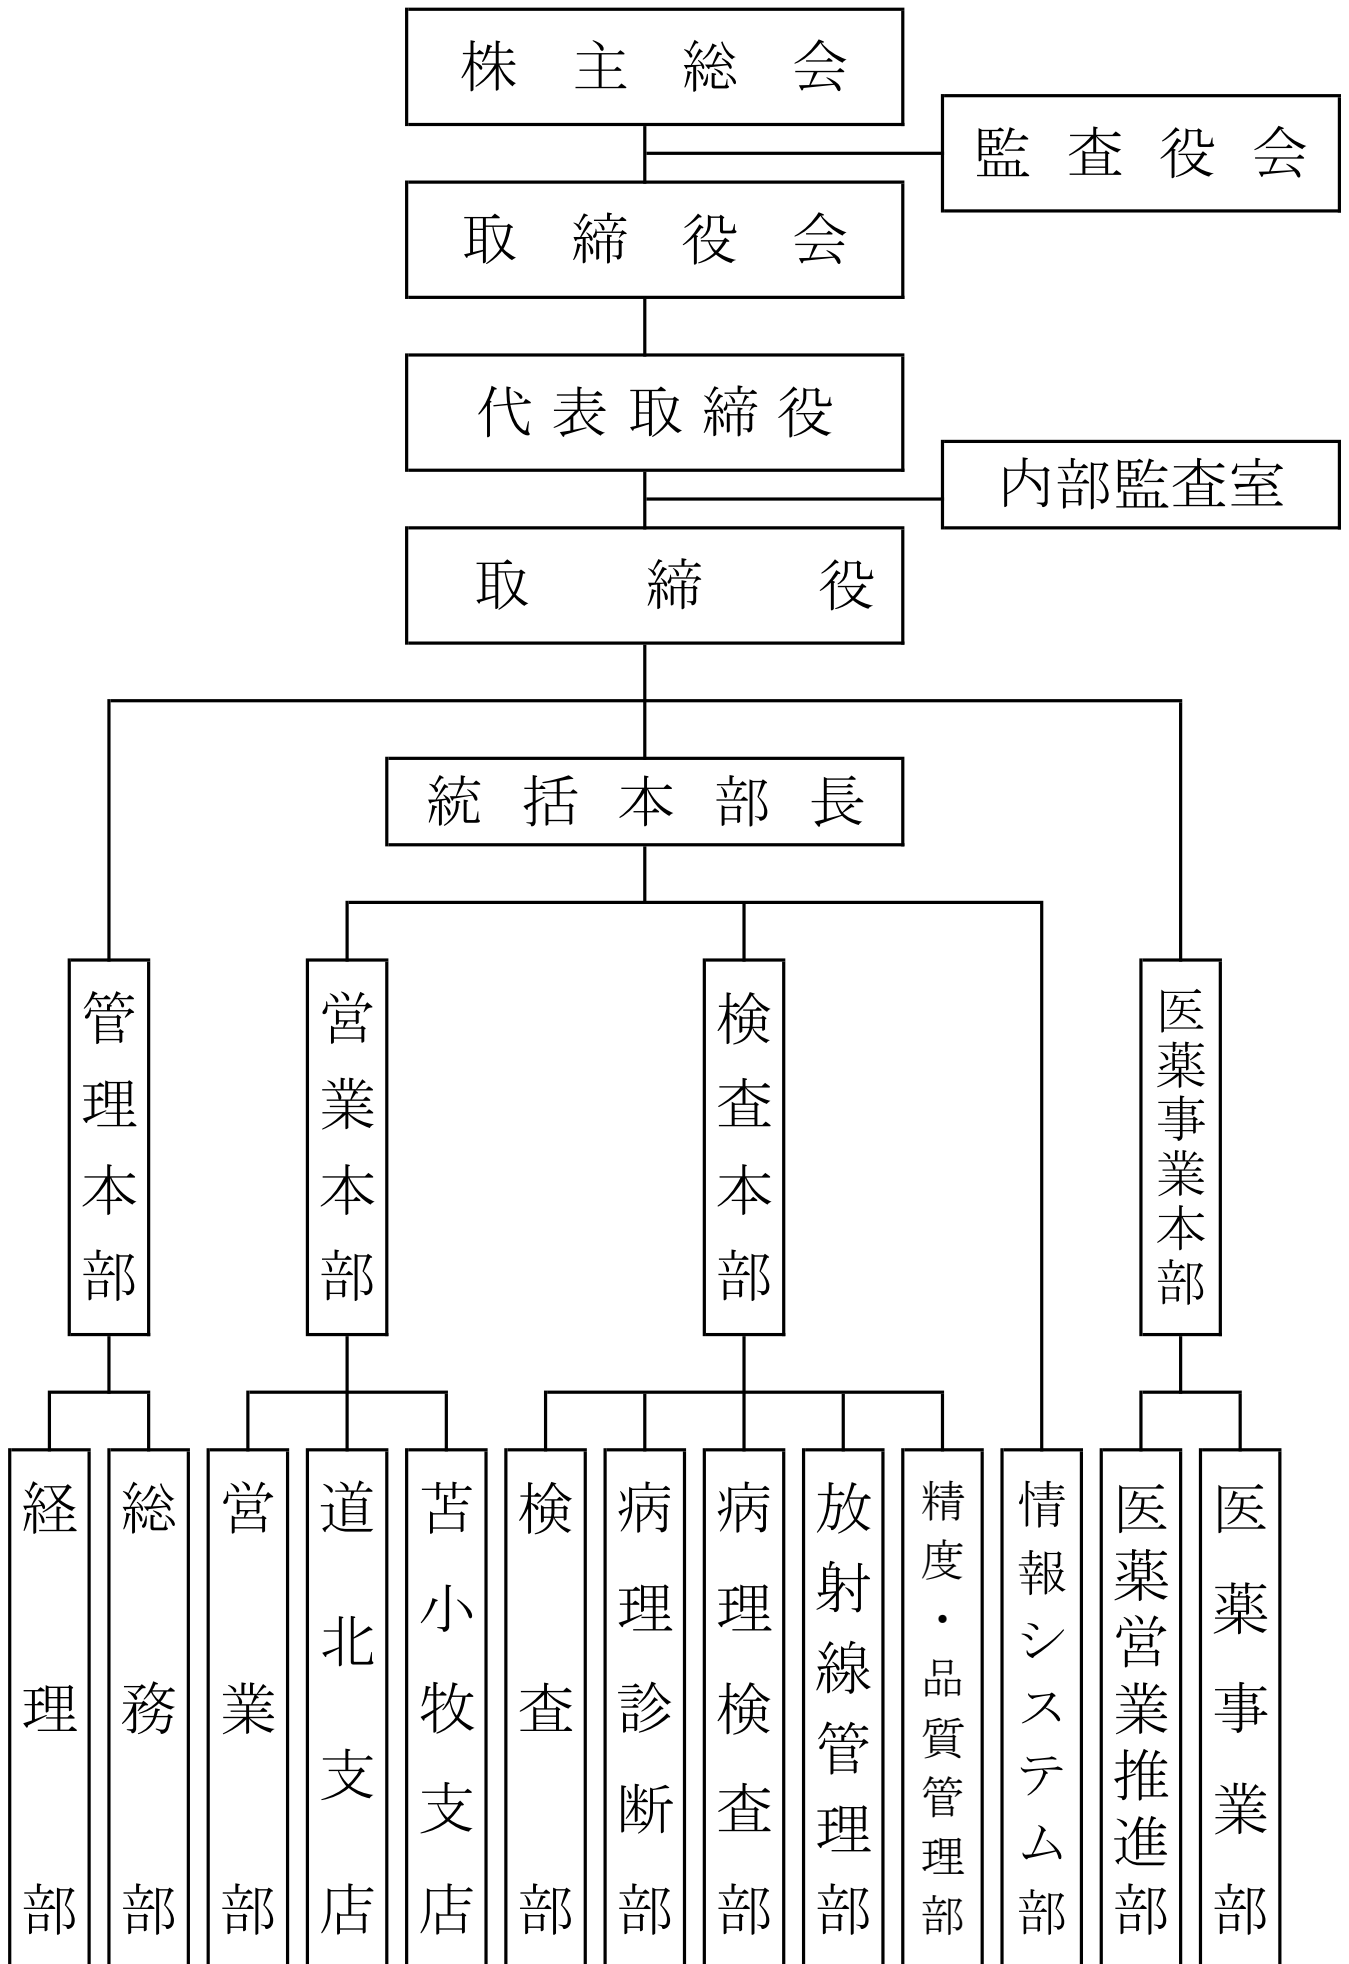 株主総会
監査役会
取締役会
代表取締役
内部監査室
取締役
統括本部長
管理本部
営業本部
検査本部
医薬事業本部
経理部
総務部
営業部
道北支店
苫小牧支店
検査部
病理診断部
病理検査部
放射線管理部
精度・品質管理部
情報システム部
医薬営業推進部
医薬事業部